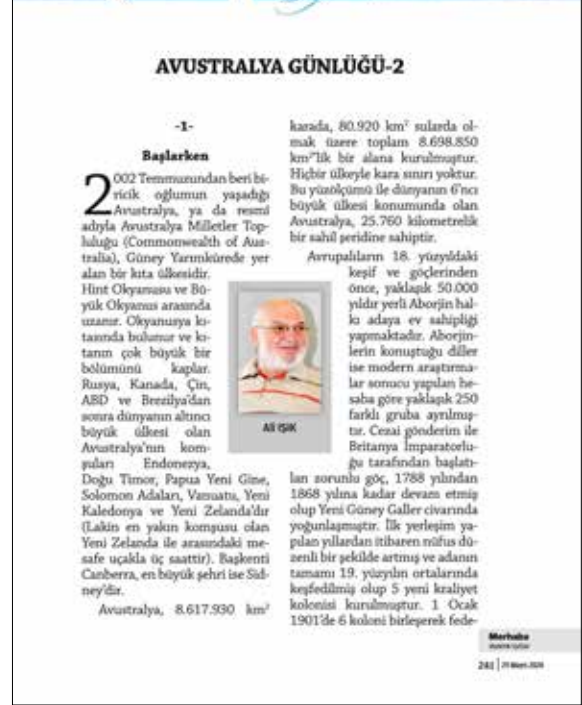 AVUSTRALYA GÜNLÜĞÜ-2
-1-
Başlarken
2002 Temmuzundan beri bi-
ricik oğlumun yaşadığı
Avustralya, ya da resmî
adıyla Avustralya Milletler Top-
luluğu (Commonwealth of Aus-
tralia), Güney Yarımkürede yer
alan bir kıta ülkesidir.
Hint Okyanusu ve Bü-
yük Okyanus arasında
uzanır. Okyanusya kı-
tasında bulunur ve kı-
tanın çok büyük bir
bölümünü kaplar.
Rusya, Kanada, Çin,
ABD ve Brezilya'dan
sonra dünyanın altıncı
büyük ülkesi olan
Avustralya'nın kom-
şuları Endonezya,
Doğu Timor, Papua Yeni Gine,
Solomon Adaları, Vanuatu, Yeni
Kaledonya ve Yeni Zelanda'dır
(Lakin en yakın komşusu olan
Yeni Zelanda ile arasındaki me-
safe uçakla üç saattir). Başkenti
Canberra, en büyük şehri ise Sid-
ney'dir.
Avustralya, 8.617.930 km²
karada, 80.920 km² sularda ol-
mak üzere toplam 8.698.850
km²'lik bir alana kurulmuştur.
Hiçbir ülkeyle kara sınırı yoktur.
Bu yüzölçümü ile dünyanın 6'ncı
büyük ülkesi konumunda olan
Avustralya, 25.760 kilometrelik
bir sahil şeridine sahiptir.
Avrupalıların 18. yüzyıldaki
keşif ve göçlerinden
önce, yaklaşık 50.000
yıldır yerli Aborjin hal-
kı adaya ev sahipliği
yapmaktadır. Aborjin-
lerin konuştuğu diller
ise modern araştırma-
lar sonucu yapılan he-
saba göre yaklaşık 250
farklı gruba ayrılmış-
tır. Cezai gönderim ile
Britanya İmparatorlu-
ğu tarafından başlatı-
lan zorunlu göç, 1788 yılından
1868 yılına kadar devam etmiş
olup Yeni Güney Galler civarında
yoğunlaşmıştır. İlk yerleşim ya-
pılan yıllardan itibaren nüfus dü-
zenli bir şekilde artmış ve adanın
tamamı 19. yüzyılın ortalarında
keşfedilmiş olup 5 yeni kraliyet
kolonisi kurulmuştur. 1 Ocak
1901'de 6 koloni birleşerek fede-
Ali IŞIK
Merhaba
241